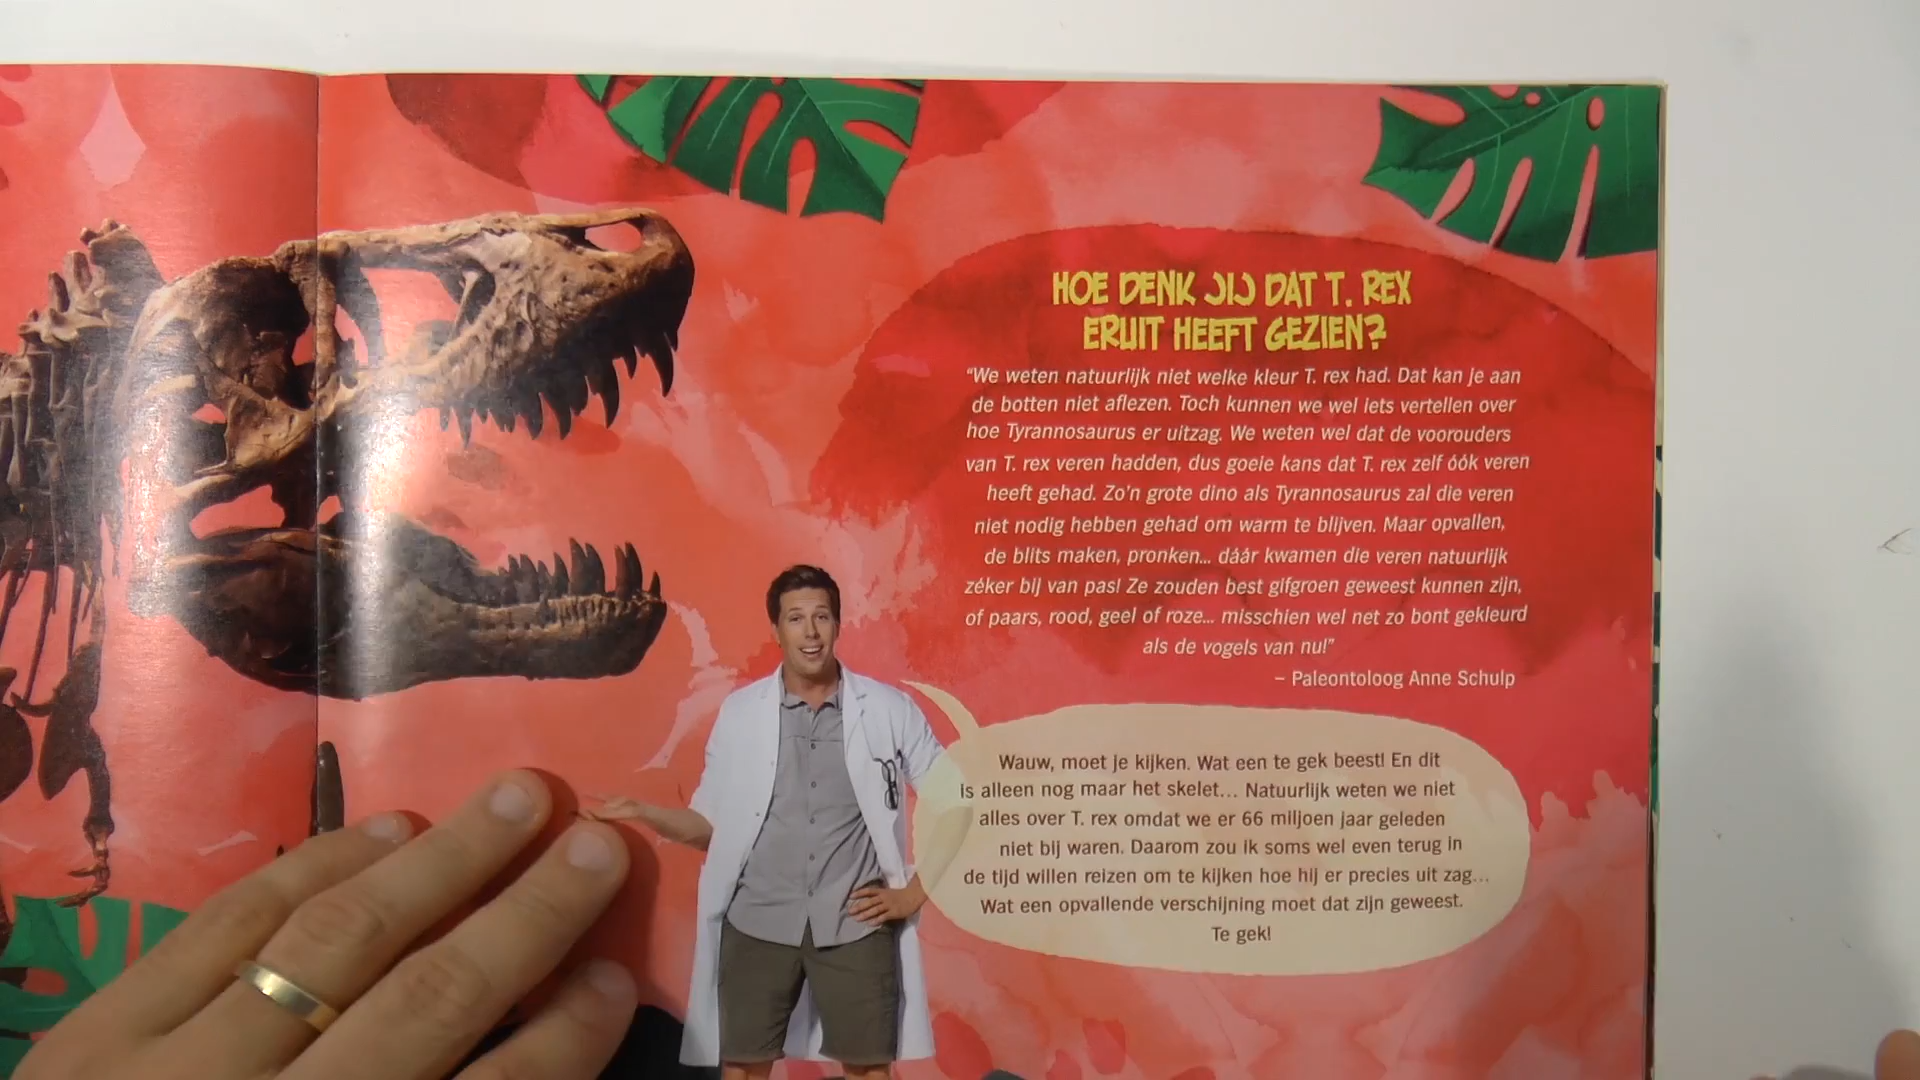 HOE DENK JIJ DAT T. REX
ERUIT HEEFT GEZIEN?
“We weten natuurlijk niet welke kleur T. rex had. Dat kan je aan
de botten niet aflezen. Toch kunnen we wel iets vertellen over
hoe Tyrannosaurus er uitzag. We weten wel dat de voorouders
van T. rex veren hadden, dus goeie kans dat T. rex zelf óók veren
heeft gehad. Zo’n grote dino als Tyrannosaurus zal die veren
niet nodig hebben gehad om warm te blijven. Maar opvallen,
de blits maken, pronken... dáár kwamen die veren natuurlijk
zéker bij van pas! Ze zouden best gifgroen geweest kunnen zijn,
of paars, rood, geel of roze... misschien wel net zo bont gekleurd
als de vogels van nu!”
– Paleontoloog Anne Schulp
Wauw, moet je kijken. Wat een te gek beest! En dit
is alleen nog maar het skelet... Natuurlijk weten we niet
alles over T. rex omdat we er 66 miljoen jaar geleden
niet bij waren. Daarom zou ik soms wel even terug in
de tijd willen reizen om te kijken hoe hij er precies uit zag...
Wat een opvallende verschijning moet dat zijn geweest.
Te gek!